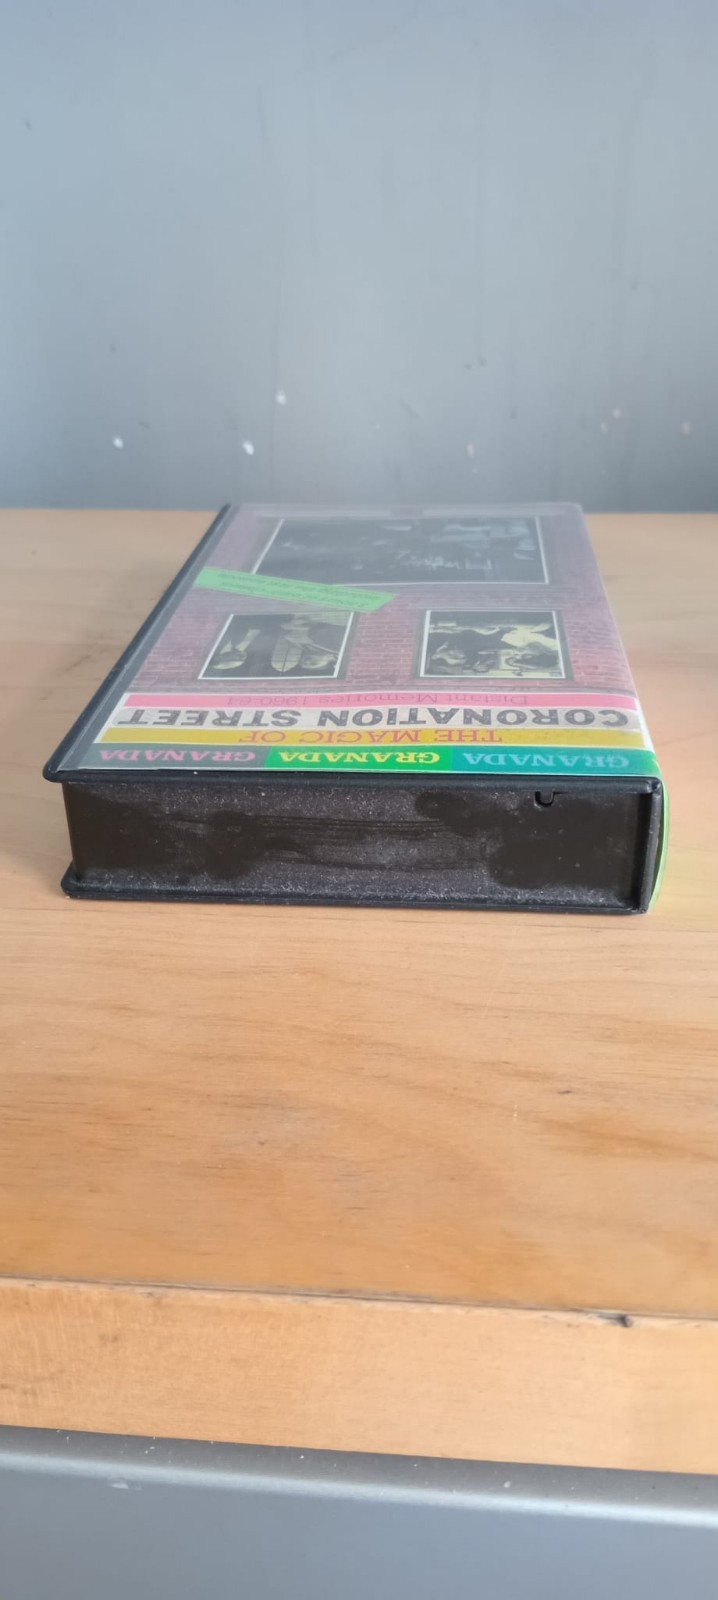 GRANADA GRANADA GRANADA
THE MAGIC OF
CORONATION STREET
Distant Memories 1960-64